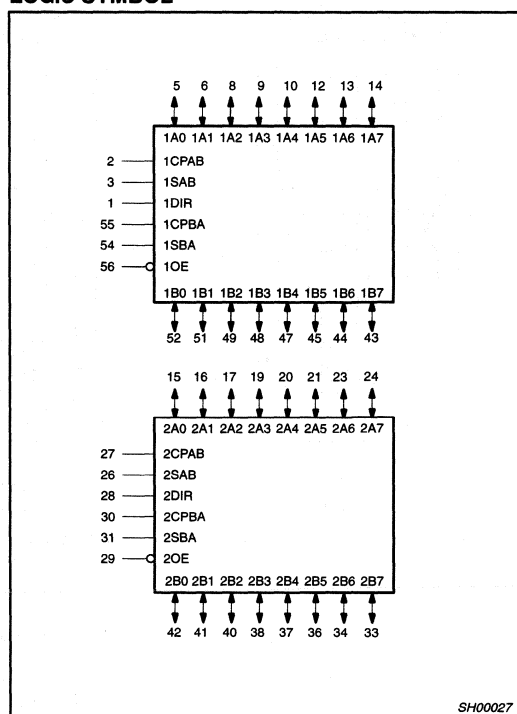 LOGIC SYMBOL
5 6 8 9 10 12 13 14
1A0 1A1 1A2 1A3 1A4 1A5 1A6 1A7
2 1CPAB
3 1SAB
1 1DIR
55 1CPBA
54 1SBA
56 1OE
1B0 1B1 1B2 1B3 1B4 1B5 1B6 1B7
52 51 49 48 47 45 44 43
15 16 17 19 20 21 23 24
2A0 2A1 2A2 2A3 2A4 2A5 2A6 2A7
27 2CPAB
26 2SAB
28 2DIR
30 2CPBA
31 2SBA
29 2OE
2B0 2B1 2B2 2B3 2B4 2B5 2B6 2B7
42 41 40 38 37 36 34 33
SH00027